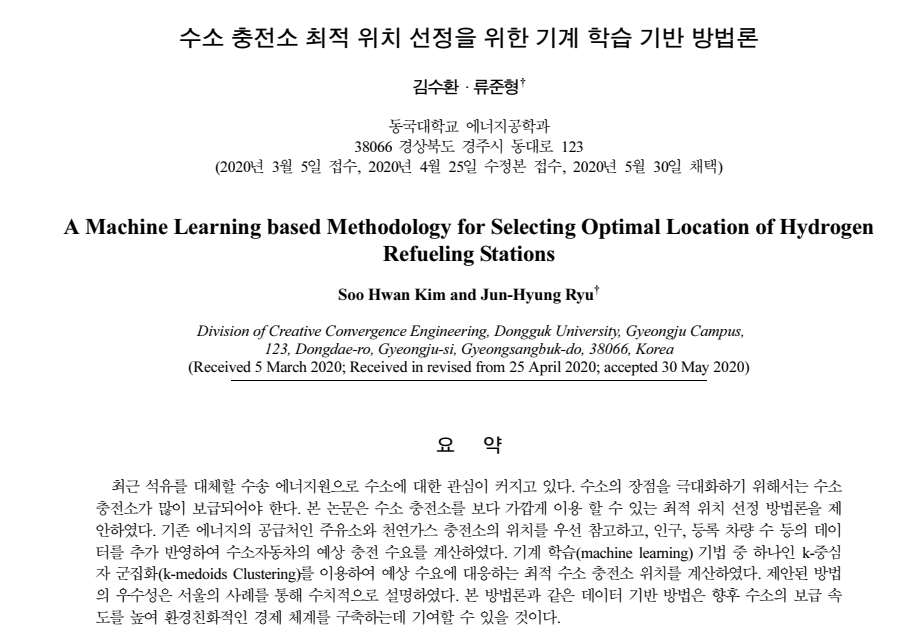 수소 충전소 최적 위치 선정을 위한 기계 학습 기반 방법론
김수환 · 류준형†
동국대학교 에너지공학과
38066 경상북도 경주시 동대로 123
(2020년 3월 5일 접수, 2020년 4월 25일 수정본 접수, 2020년 5월 30일 채택)
A Machine Learning based Methodology for Selecting Optimal Location of Hydrogen
Refueling Stations
Soo Hwan Kim and Jun-Hyung Ryu†
Division of Creative Convergence Engineering, Dongguk University, Gyeongju Campus,
123, Dongdae-ro, Gyeongju-si, Gyeongsangbuk-do, 38066, Korea
(Received 5 March 2020; Received in revised from 25 April 2020; accepted 30 May 2020)
요 약
최근 석유를 대체할 수송 에너지원으로 수소에 대한 관심이 커지고 있다. 수소의 장점을 극대화하기 위해서는 수소
충전소가 많이 보급되어야 한다. 본 논문은 수소 충전소를 보다 가깝게 이용 할 수 있는 최적 위치 선정 방법론을 제
안하였다. 기존 에너지의 공급처인 주유소와 천연가스 충전소의 위치를 우선 참고하고, 인구, 등록 차량 수 등의 데이
터를 추가 반영하여 수소자동차의 예상 충전 수요를 계산하였다. 기계 학습(machine learning) 기법 중 하나인 k-중심
자 군집화(k-medoids Clustering)를 이용하여 예상 수요에 대응하는 최적 수소 충전소 위치를 계산하였다. 제안된 방법
의 우수성은 서울의 사례를 통해 수치적으로 설명하였다. 본 방법론과 같은 데이터 기반 방법은 향후 수소의 보급 속
도를 높여 환경친화적인 경제 체계를 구축하는데 기여할 수 있을 것이다.